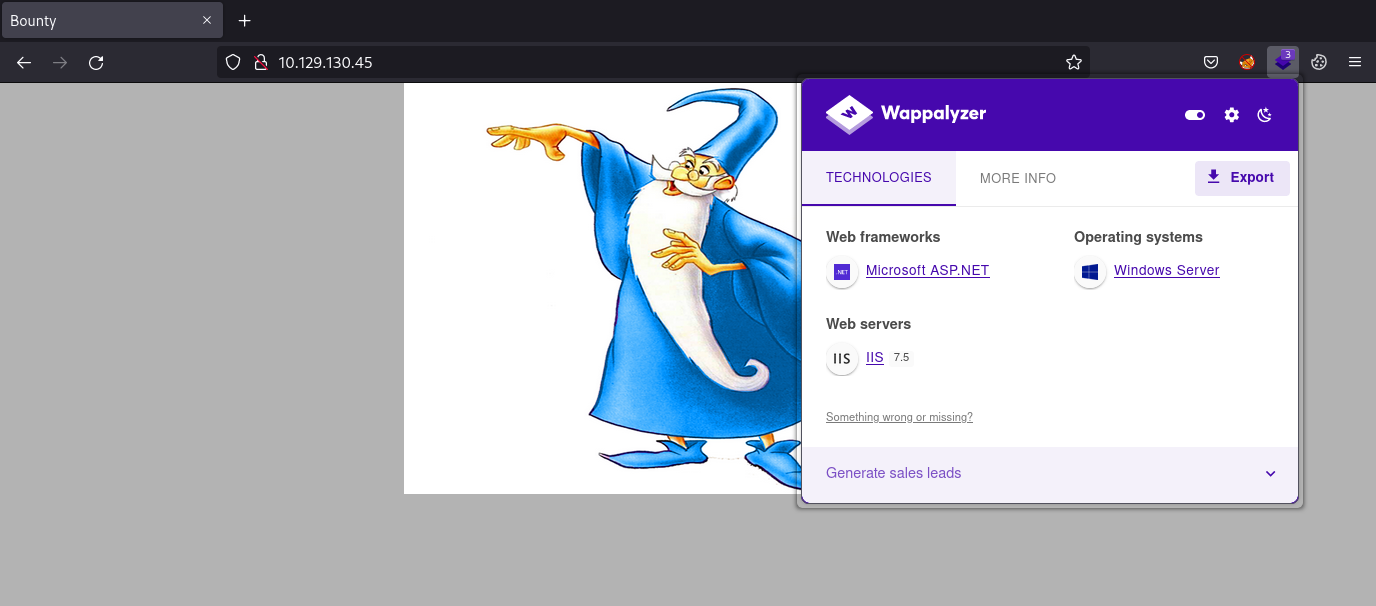 Bounty
10.129.130.45
3
Wappalyzer
TECHNOLOGIES MORE INFO Export
Web frameworks Operating systems
.NET Microsoft ASP.NET Windows Server
Web servers
IIS IIS 7.5
Something wrong or missing?
Generate sales leads